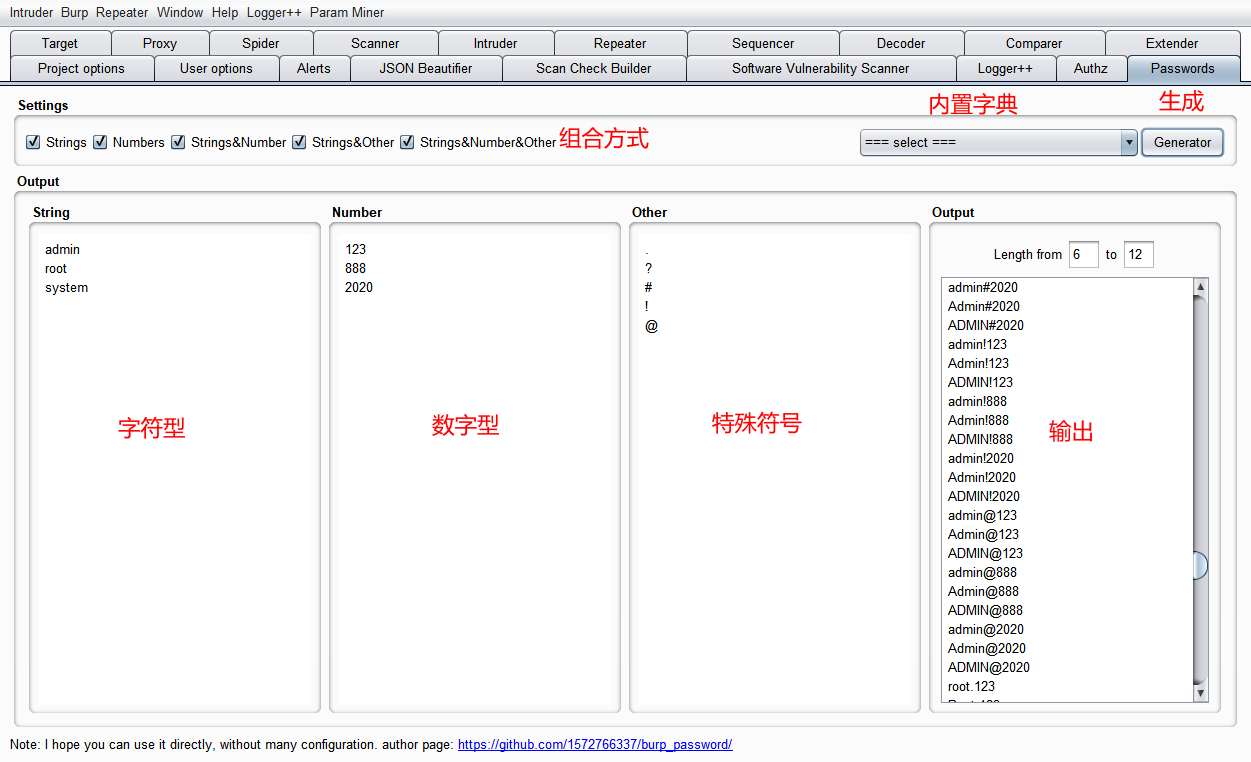 Intruder Burp Repeater Window Help Logger++ Param Miner
Target Proxy Spider Scanner Intruder Repeater Sequencer Decoder Comparer Extender
Project options User options Alerts JSON Beautifier Scan Check Builder Software Vulnerability Scanner Logger++ Authz Passwords
Settings
内置字典 生成
Strings Numbers Strings&Number Strings&Other Strings&Number&Other 组合方式 === select === Generator
Output
String
admin
root
system
字符型
Number
123
888
2020
数字型
Other
.
?
#
!
@
特殊符号
Output
Length from 6 to 12
admin#2020
Admin#2020
ADMIN#2020
admin!123
Admin!123
ADMIN!123
admin!888
Admin!888
ADMIN!888
admin!2020
Admin!2020
ADMIN!2020
admin@123
Admin@123
ADMIN@123
admin@888
Admin@888
ADMIN@888
admin@2020
Admin@2020
ADMIN@2020
root.123
输出
Note: I hope you can use it directly, without many configuration. author page: https://github.com/1572766337/burp_password/